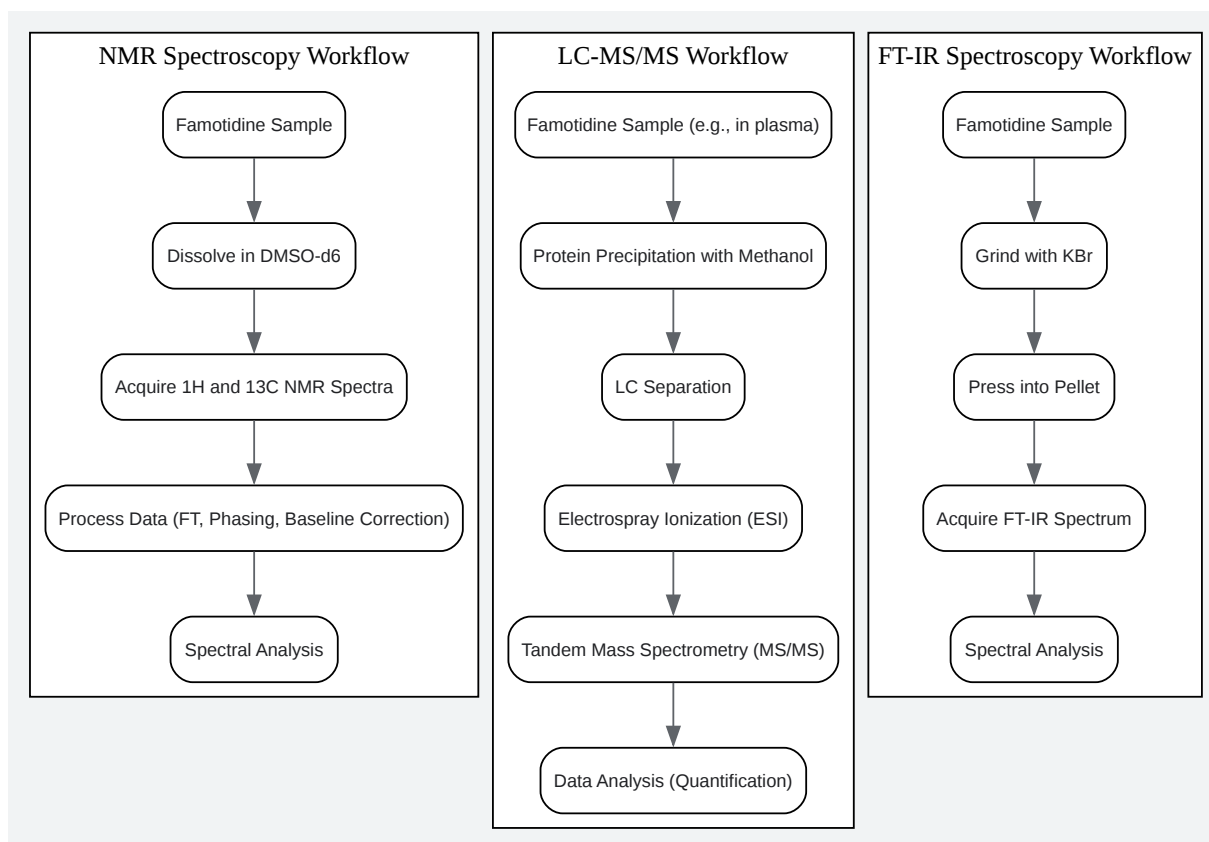 NMR Spectroscopy Workflow
Famotidine Sample
Dissolve in DMSO-d6
Acquire 1H and 13C NMR Spectra
Process Data (FT, Phasing, Baseline Correction)
Spectral Analysis
LC-MS/MS Workflow
Famotidine Sample (e.g., in plasma)
Protein Precipitation with Methanol
LC Separation
Electrospray Ionization (ESI)
Tandem Mass Spectrometry (MS/MS)
Data Analysis (Quantification)
FT-IR Spectroscopy Workflow
Famotidine Sample
Grind with KBr
Press into Pellet
Acquire FT-IR Spectrum
Spectral Analysis